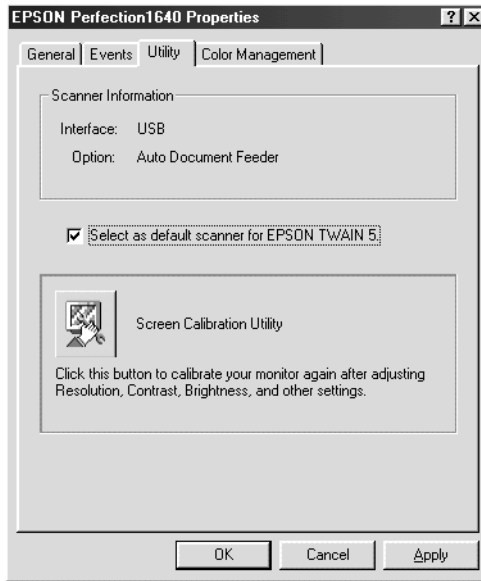 EPSON Perfection1640 Properties
General Events Utility Color Management
Scanner Information
Interface: USB
Option: Auto Document Feeder
Select as default scanner for EPSON TWAIN 5.
Screen Calibration Utility
Click this button to calibrate your monitor again after adjusting
Resolution, Contrast, Brightness, and other settings.
OK Cancel Apply